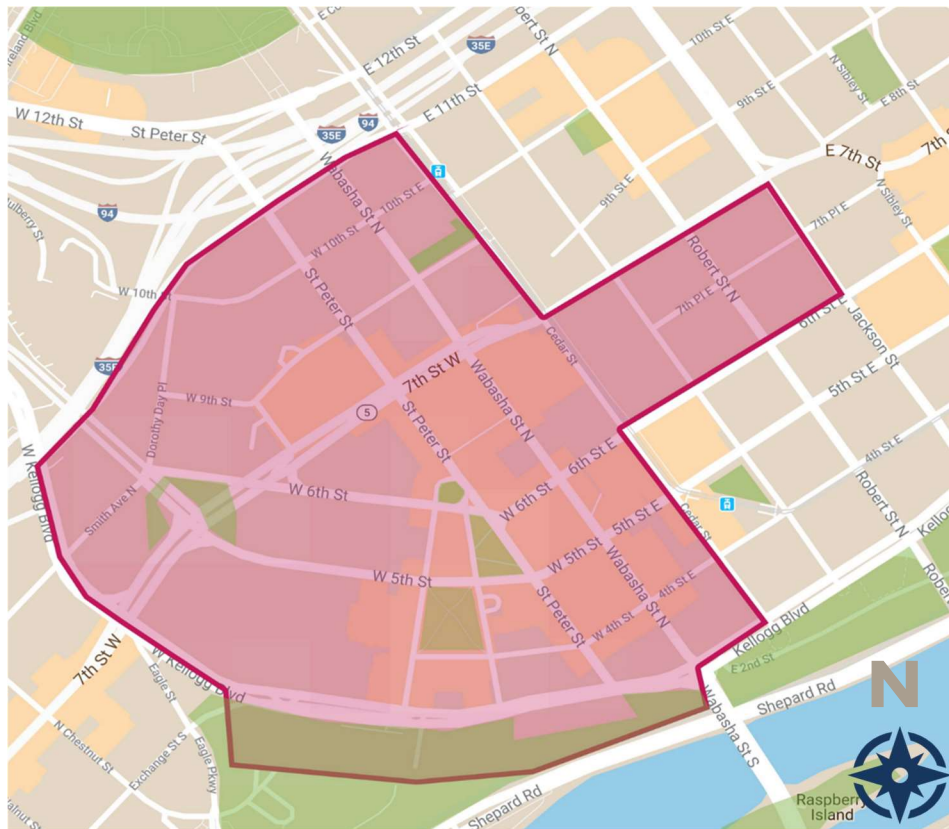 E 12th St
35E
10th St E
E 11th St
W 12th St
St Peter St
94
35E
9th St E
N Sibley St
E 8th St
E 7th St
7th
94
Wabasha St N
10th St E
W 10th St
9th St E
N Sibley St
7th Pl E
W 10th St
St Peter St
Robert St N
7th Pl E
6th St E
Jackson St
35E
Cedar St
7th St W
Wabasha St N
5th St E
Dorothy Day Pl
W 9th St
5
St Peter St
W Kellogg Blvd
W 6th St
6th St E
W 6th St
4th St E
Smith Ave N
5th St E
W 5th St
Cedar St
Robert St N
W 5th St
Wabasha St N
4th St E
St Peter St
W 4th St
Kellogg Blvd
E 2nd St
7th St W
W Kellogg Blvd
Eagle St
N
Wabasha St S
Shepard Rd
N Chestnut St
Exchange St S
Eagle Pkwy
Shepard Rd
Raspberry
Island